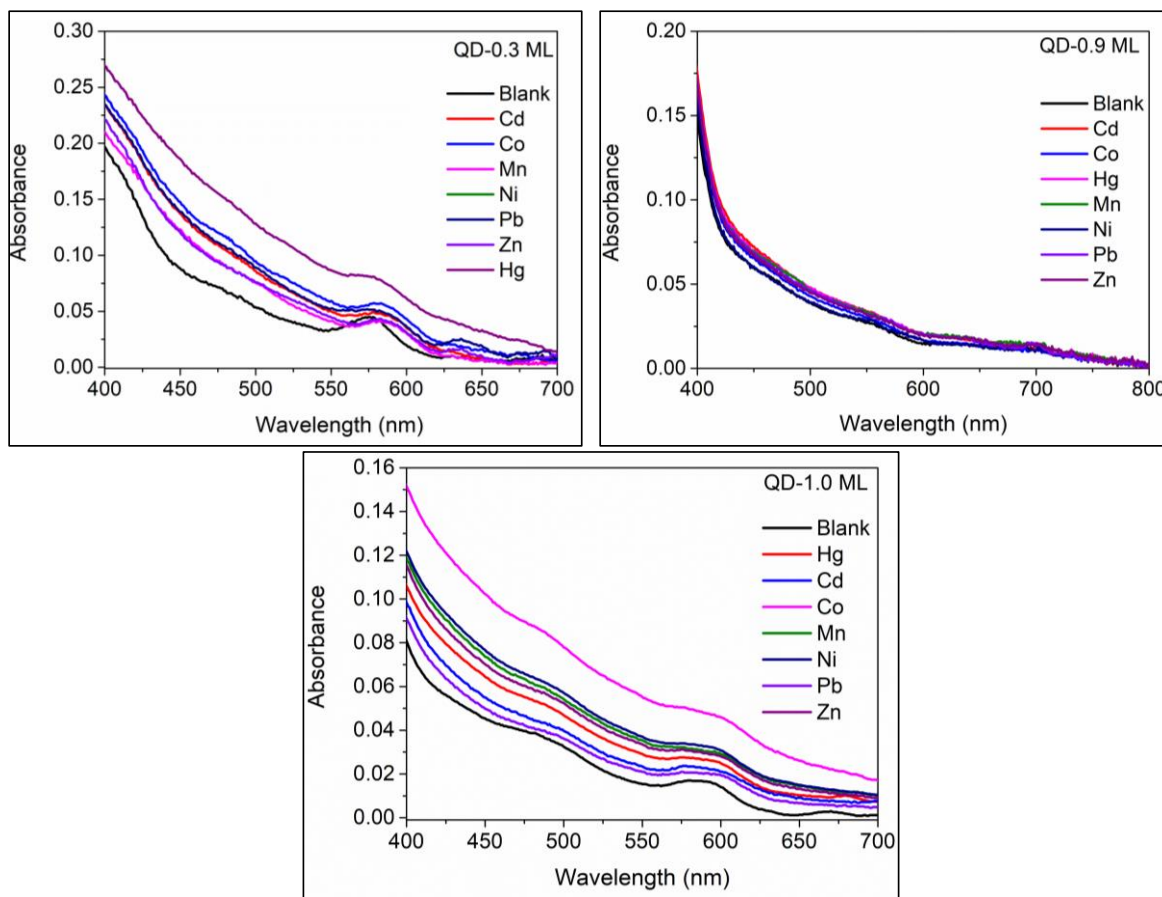 QD-0.3 ML
Blank
Cd
Co
Mn
Ni
Pb
Zn
Hg
0.30
0.25
0.20
0.15
0.10
0.05
0.00
Absorbance
400 450 500 550 600 650 700
Wavelength (nm)
QD-0.9 ML
Blank
Cd
Co
Hg
Mn
Ni
Pb
Zn
0.20
0.15
0.10
0.05
0.00
Absorbance
400 500 600 700 800
Wavelength (nm)
QD-1.0 ML
Blank
Hg
Cd
Co
Mn
Ni
Pb
Zn
0.16
0.14
0.12
0.10
0.08
0.06
0.04
0.02
0.00
Absorbance
400 450 500 550 600 650 700
Wavelength (nm)